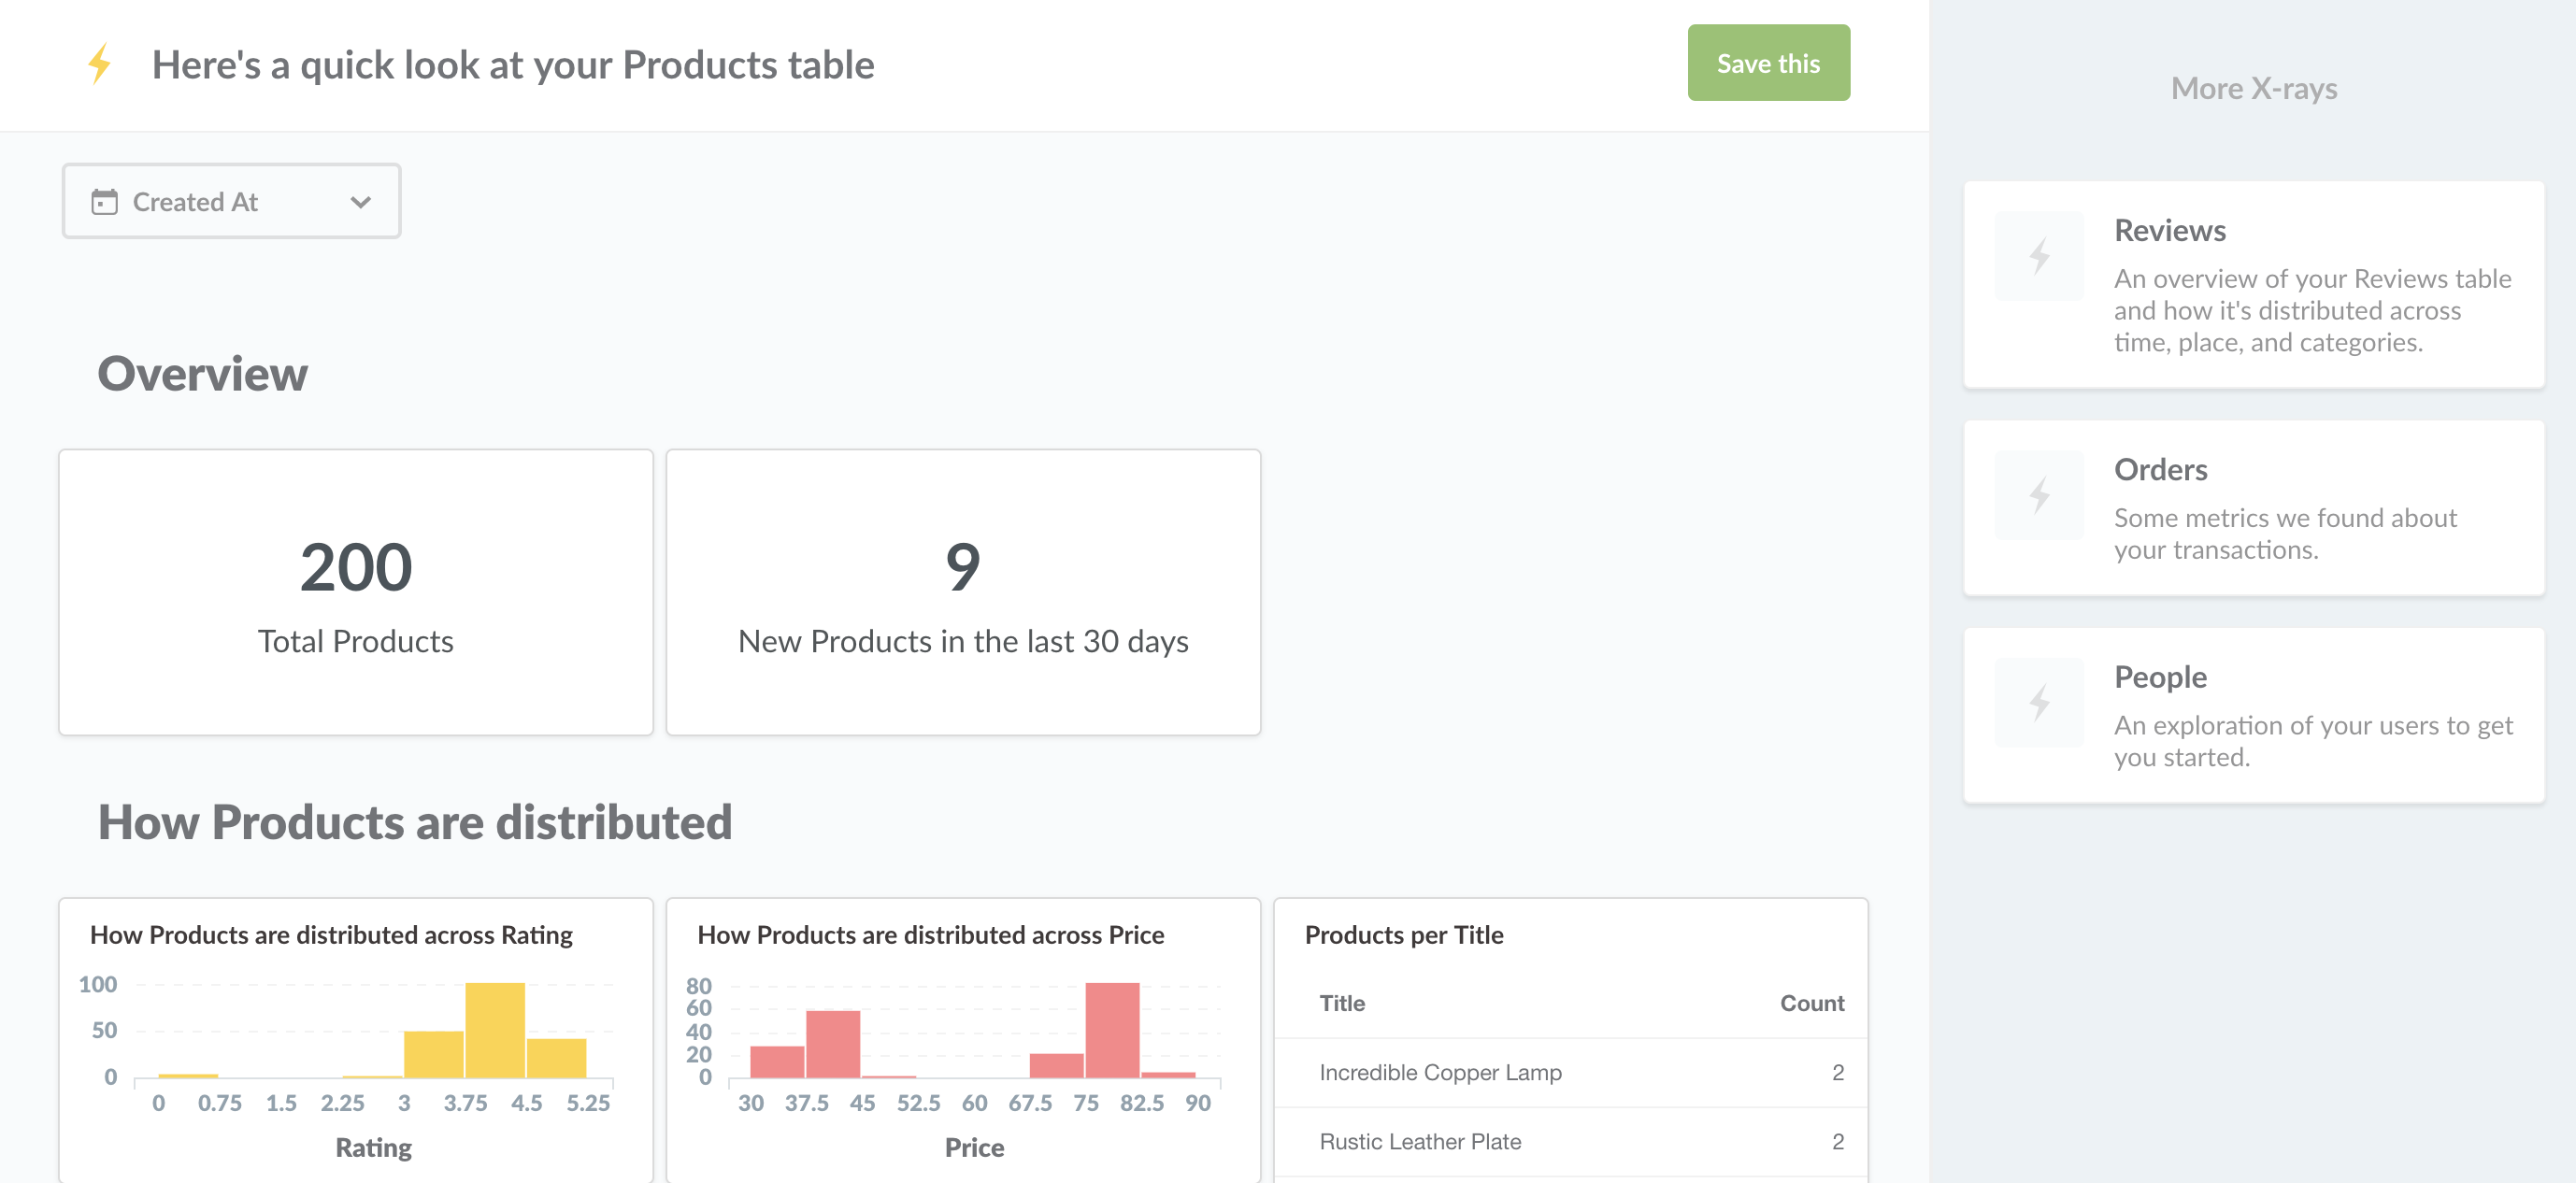 Here's a quick look at your Products table
Save this
Created At
Overview
200
Total Products
9
New Products in the last 30 days
How Products are distributed
How Products are distributed across Rating
100
50
0
0 0.75 1.5 2.25 3 3.75 4.5 5.25
Rating
How Products are distributed across Price
80
60
40
20
0
30 37.5 45 52.5 60 67.5 75 82.5 90
Price
Products per Title
Title Count
Incredible Copper Lamp 2
Rustic Leather Plate 2
More X-rays
Reviews
An overview of your Reviews table
and how it's distributed across
time, place, and categories.
Orders
Some metrics we found about
your transactions.
People
An exploration of your users to get
you started.